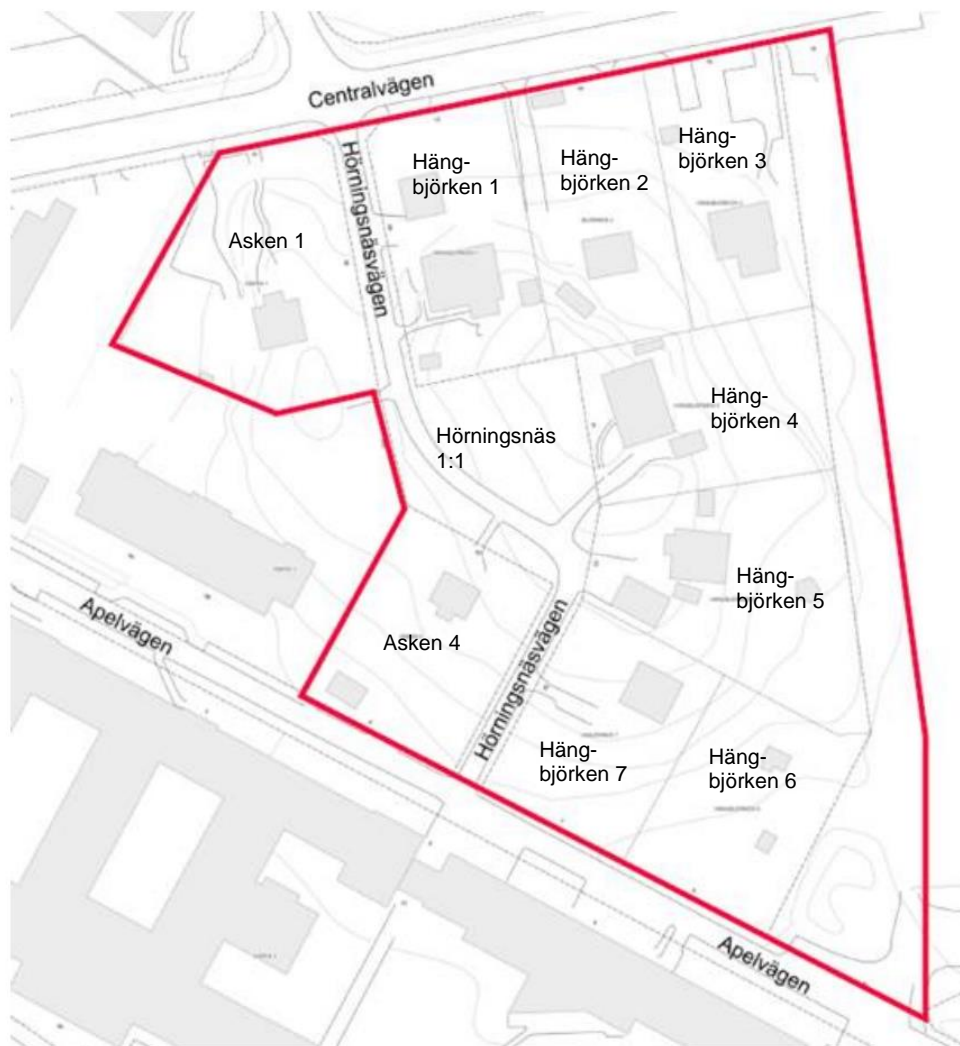 Centralvägen
Hörningsnäsvägen
Häng-
björken 1
Häng-
björken 2
Häng-
björken 3
Asken 1
Häng-
björken 4
Hörningsnäs
1:1
Häng-
björken 5
Apelvägen
Asken 4
Hörningsnäsvägen
Häng-
björken 7
Häng-
björken 6
Apelvägen